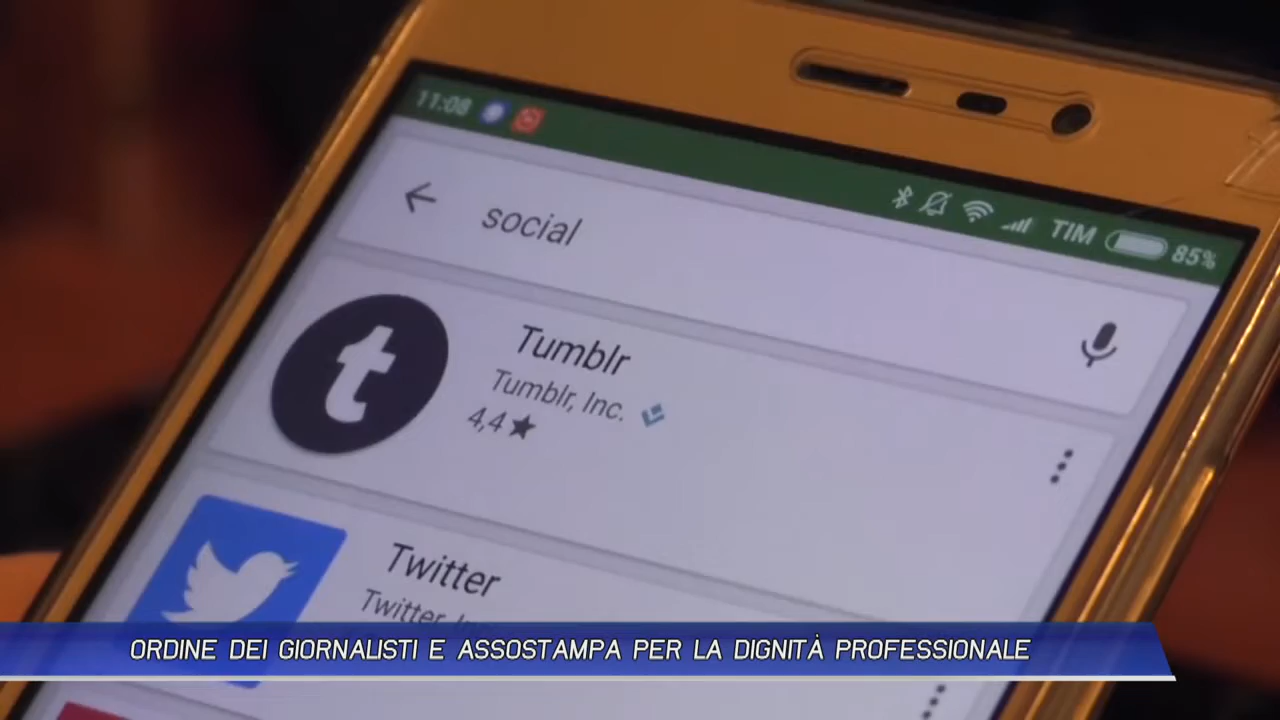 11:08
TIM 85%
social
Tumblr
Tumblr, Inc.
4,4★
Twitter
Twitter,
ORDINE DEI GIORNALISTI E ASSOSTAMPA PER LA DIGNITÀ PROFESSIONALE